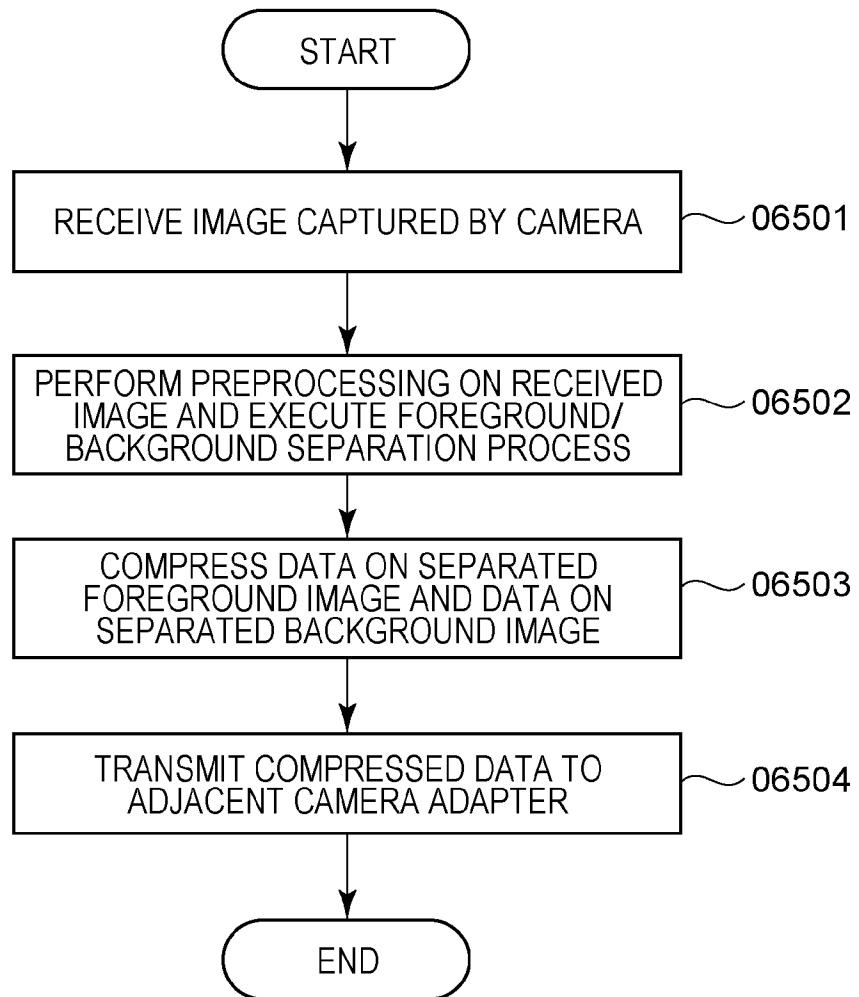 START
RECEIVE IMAGE CAPTURED BY CAMERA
06501
PERFORM PREPROCESSING ON RECEIVED
IMAGE AND EXECUTE FOREGROUND/
BACKGROUND SEPARATION PROCESS
06502
COMPRESS DATA ON SEPARATED
FOREGROUND IMAGE AND DATA ON
SEPARATED BACKGROUND IMAGE
06503
TRANSMIT COMPRESSED DATA TO
ADJACENT CAMERA ADAPTER
06504
END